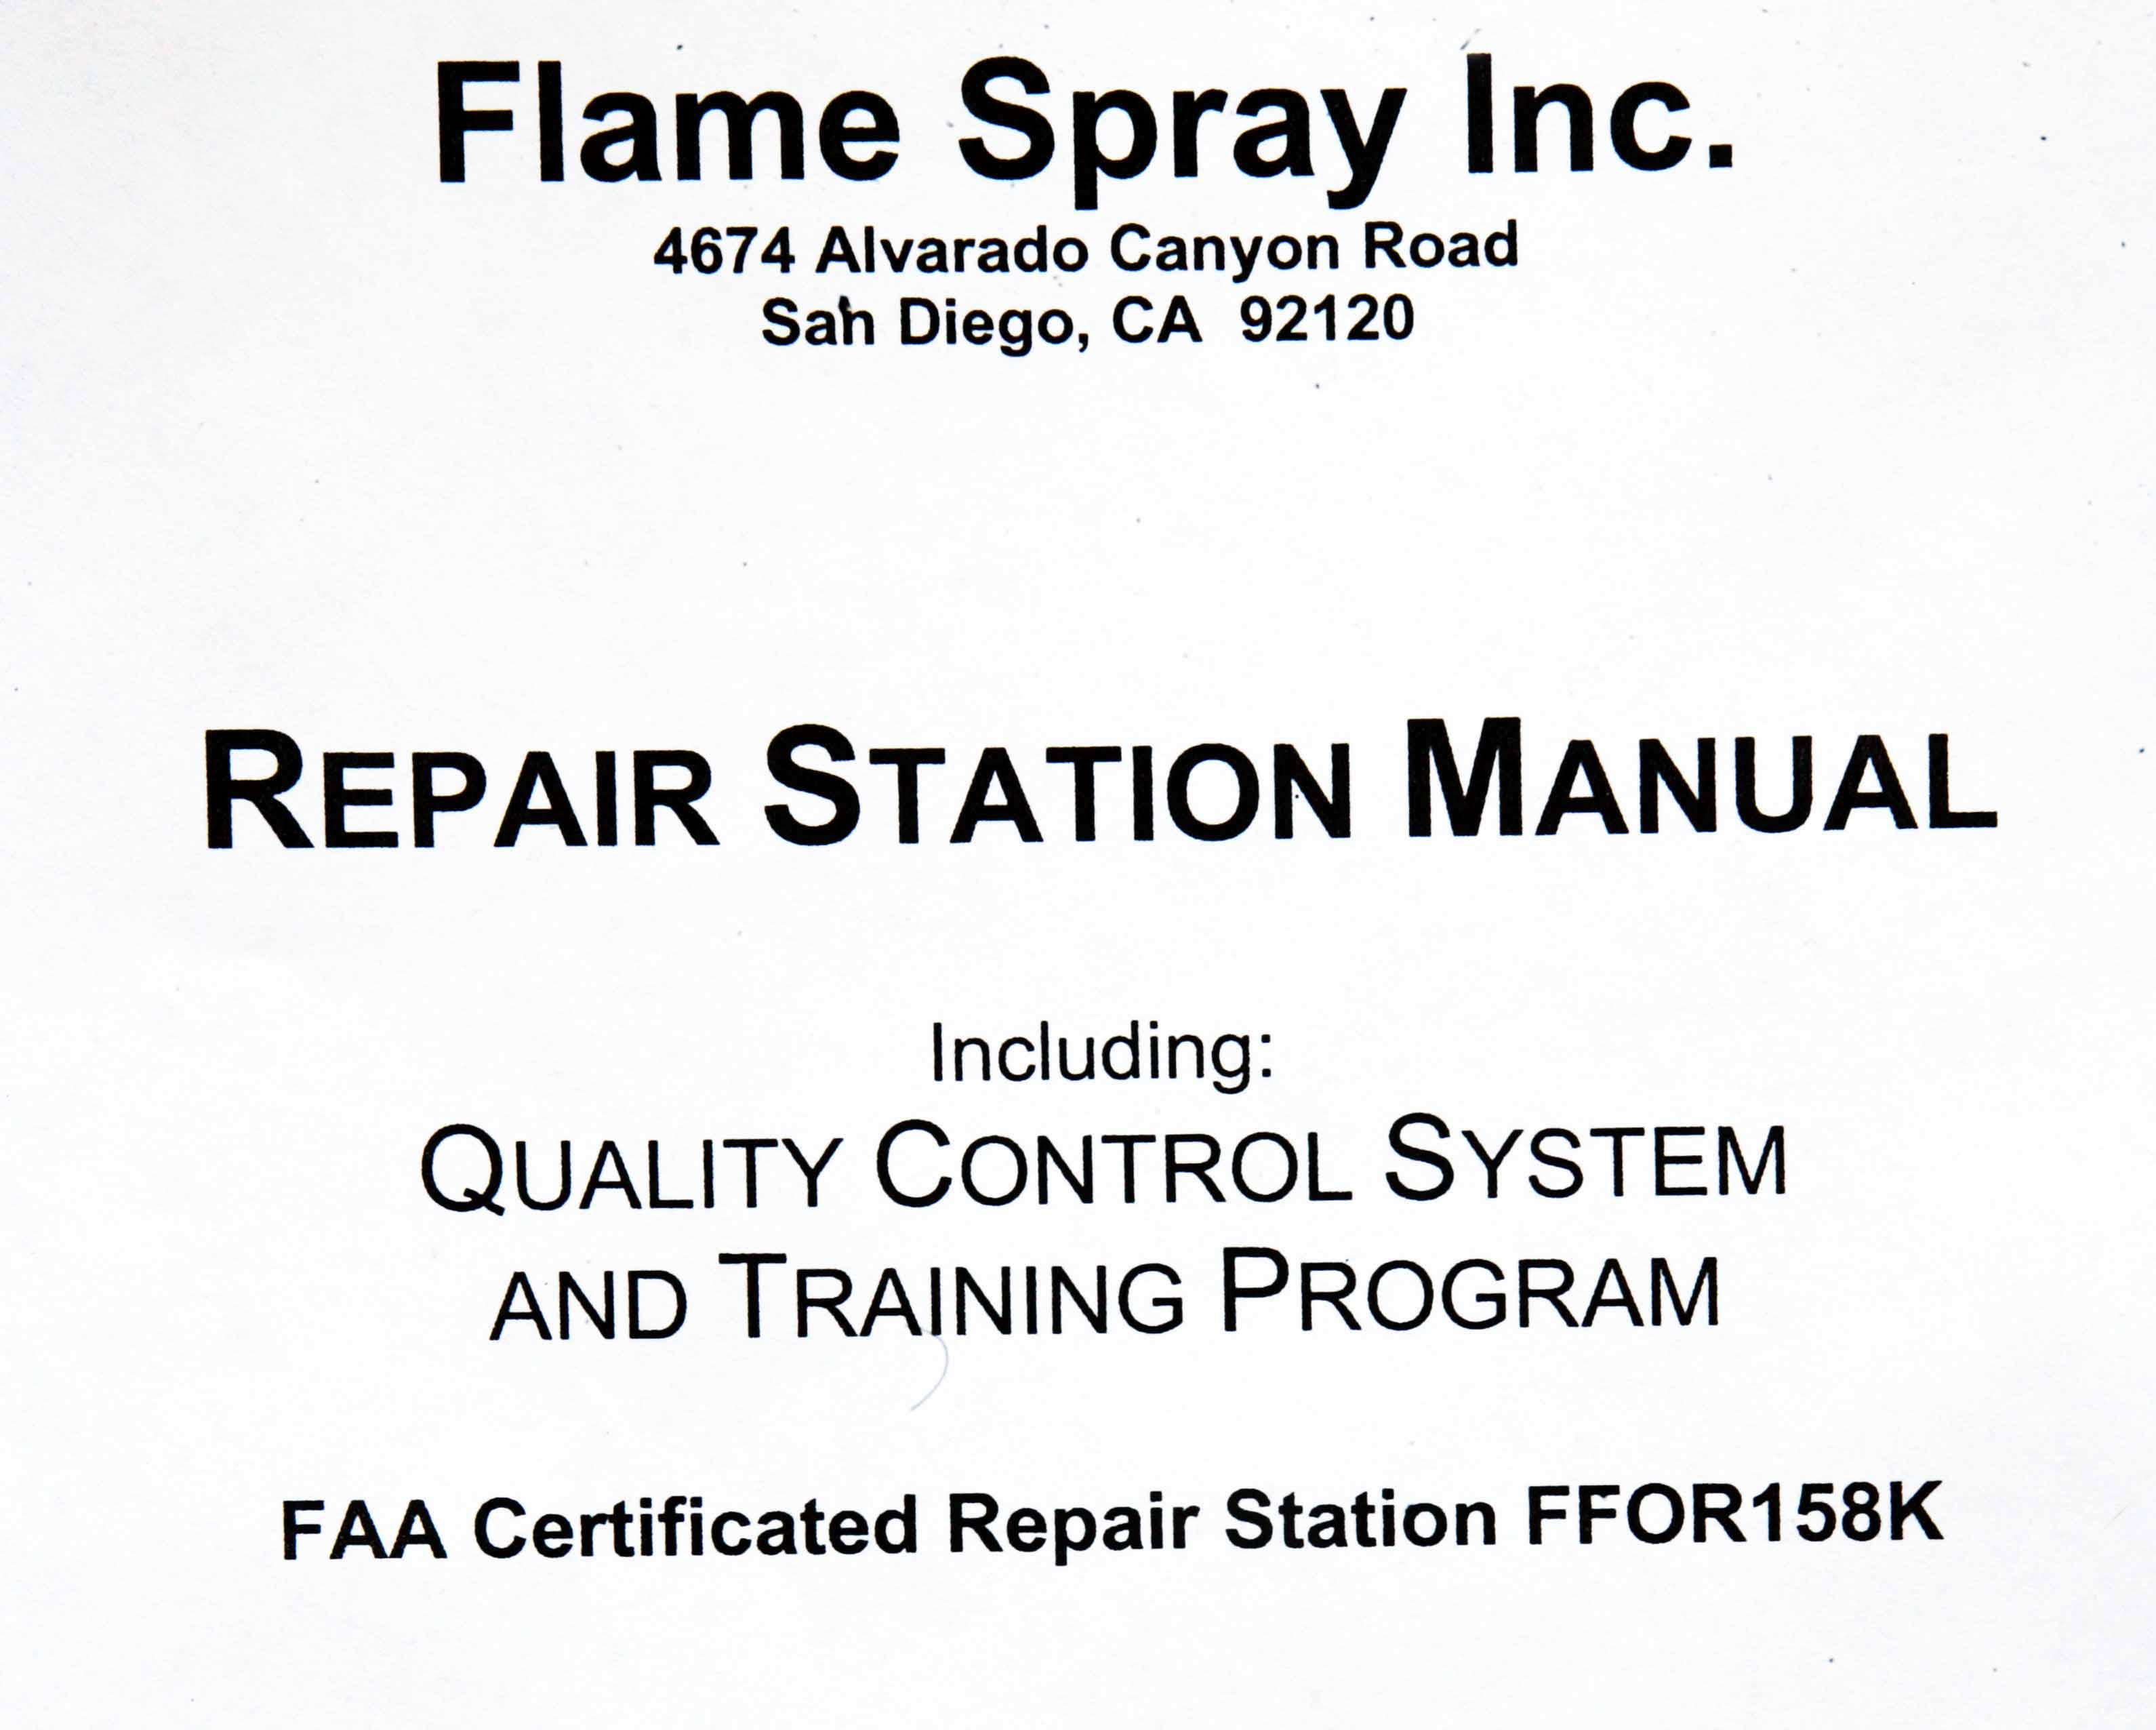 Flame Spray Inc.
4674 Alvarado Canyon Road
San Diego, CA  92120
REPAIR STATION MANUAL
Including:
QUALITY CONTROL SYSTEM
AND TRAINING PROGRAM
FAA Certificated Repair Station FFOR158K